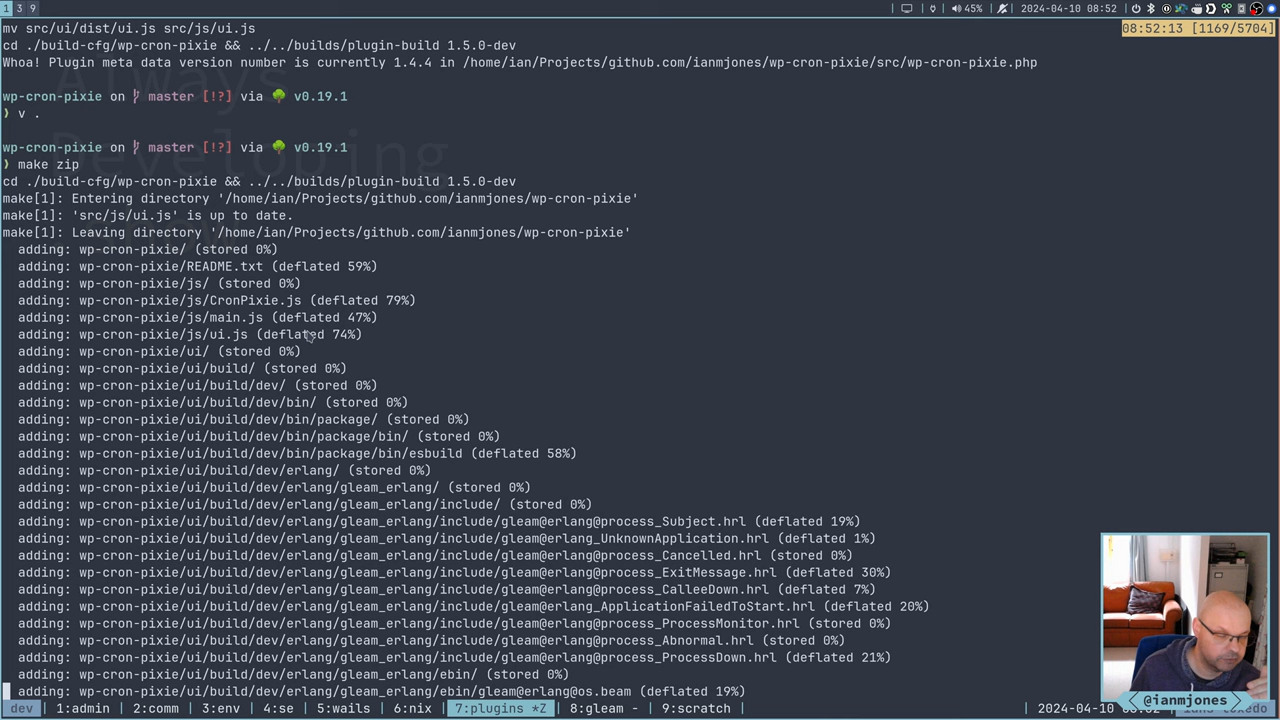 1 3 9 45% 2024-04-10 08:52
mv src/ui/dist/ui.js src/js/ui.js 08:52:13 [1169/5704]
cd ./build-cfg/wp-cron-pixie && ../../builds/plugin-build 1.5.0-dev
Whoa! Plugin meta data version number is currently 1.4.4 in /home/ian/Projects/github.com/ianmjones/wp-cron-pixie/src/wp-cron-pixie.php
Always
wp-cron-pixie on master [!?] via v0.19.1
❯ v .
Developing
wp-cron-pixie on master [!?] via v0.19.1
❯ make zip
cd ./build-cfg/wp-cron-pixie && ../../builds/plugin-build 1.5.0-dev
make[1]: Entering directory '/home/ian/Projects/github.com/ianmjones/wp-cron-pixie'
make[1]: 'src/js/ui.js' is up to date.
make[1]: Leaving directory '/home/ian/Projects/github.com/ianmjones/wp-cron-pixie'
adding: wp-cron-pixie/ (stored 0%)
adding: wp-cron-pixie/README.txt (deflated 59%)
adding: wp-cron-pixie/js/ (stored 0%)
adding: wp-cron-pixie/js/CronPixie.js (deflated 79%)
adding: wp-cron-pixie/js/main.js (deflated 47%)
adding: wp-cron-pixie/js/ui.js (deflated 74%)
adding: wp-cron-pixie/ui/ (stored 0%)
adding: wp-cron-pixie/ui/build/ (stored 0%)
adding: wp-cron-pixie/ui/build/dev/ (stored 0%)
adding: wp-cron-pixie/ui/build/dev/bin/ (stored 0%)
adding: wp-cron-pixie/ui/build/dev/bin/package/ (stored 0%)
adding: wp-cron-pixie/ui/build/dev/bin/package/bin/ (stored 0%)
adding: wp-cron-pixie/ui/build/dev/bin/package/bin/esbuild (deflated 58%)
adding: wp-cron-pixie/ui/build/dev/erlang/ (stored 0%)
adding: wp-cron-pixie/ui/build/dev/erlang/gleam_erlang/ (stored 0%)
adding: wp-cron-pixie/ui/build/dev/erlang/gleam_erlang/include/ (stored 0%)
adding: wp-cron-pixie/ui/build/dev/erlang/gleam_erlang/include/gleam@erlang@process_Subject.hrl (deflated 19%)
adding: wp-cron-pixie/ui/build/dev/erlang/gleam_erlang/include/gleam@erlang_UnknownApplication.hrl (deflated 1%)
adding: wp-cron-pixie/ui/build/dev/erlang/gleam_erlang/include/gleam@erlang@process_Cancelled.hrl (stored 0%)
adding: wp-cron-pixie/ui/build/dev/erlang/gleam_erlang/include/gleam@erlang@process_ExitMessage.hrl (deflated 30%)
adding: wp-cron-pixie/ui/build/dev/erlang/gleam_erlang/include/gleam@erlang@process_CalleeDown.hrl (deflated 7%)
adding: wp-cron-pixie/ui/build/dev/erlang/gleam_erlang/include/gleam@erlang_ApplicationFailedToStart.hrl (deflated 20%)
adding: wp-cron-pixie/ui/build/dev/erlang/gleam_erlang/include/gleam@erlang@process_ProcessMonitor.hrl (stored 0%)
adding: wp-cron-pixie/ui/build/dev/erlang/gleam_erlang/include/gleam@erlang@process_Abnormal.hrl (stored 0%)
adding: wp-cron-pixie/ui/build/dev/erlang/gleam_erlang/include/gleam@erlang@process_ProcessDown.hrl (deflated 21%)
adding: wp-cron-pixie/ui/build/dev/erlang/gleam_erlang/ebin/ (stored 0%)
adding: wp-cron-pixie/ui/build/dev/erlang/gleam_erlang/ebin/gleam@erlang@os.beam (deflated 19%)
dev 1:admin 2:comm 3:env 4:se 5:wails 6:nix 7:plugins *Z 8:gleam - 9:scratch 2024-04-10
@ianmjones